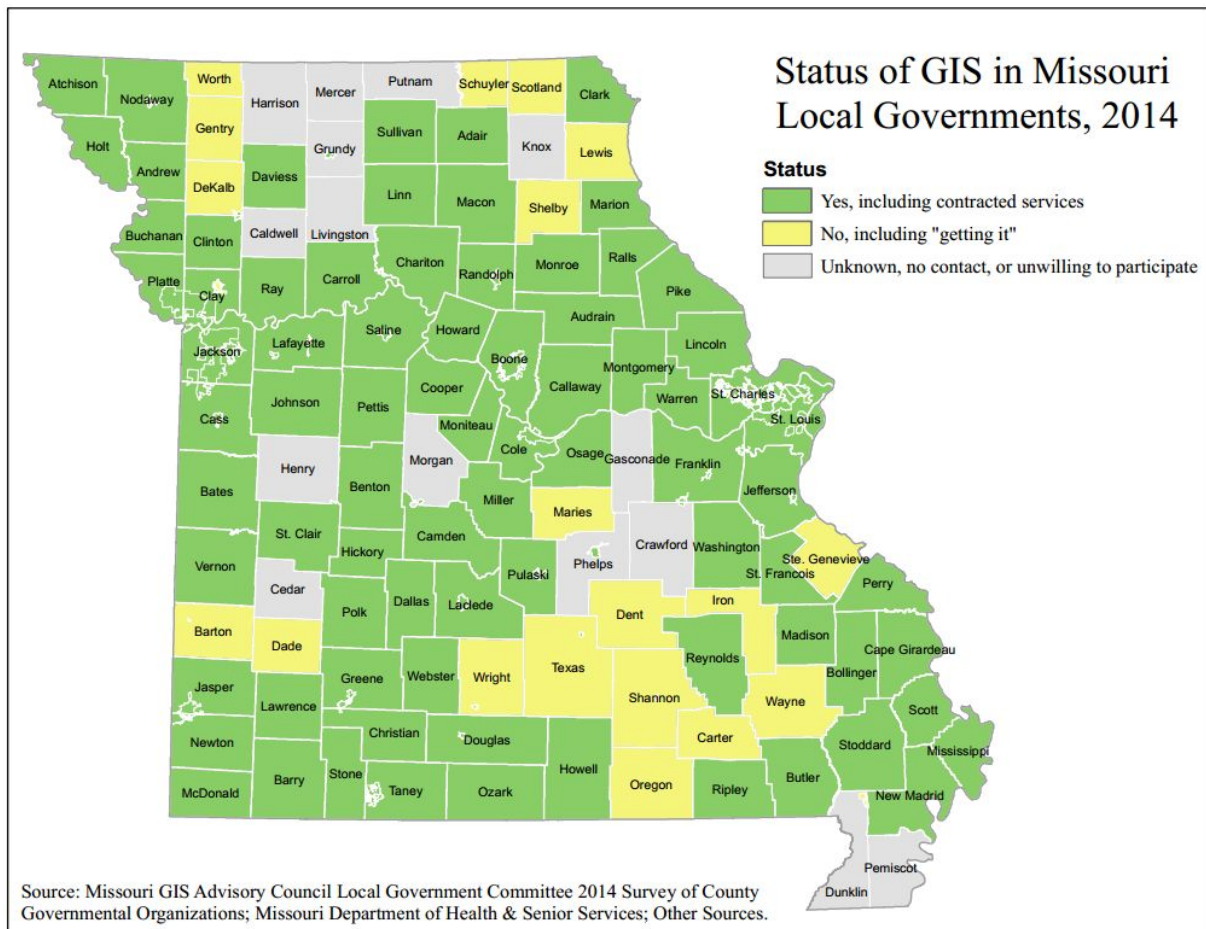 Status of GIS in Missouri
Local Governments, 2014
Status
Yes, including contracted services
No, including "getting it"
Unknown, no contact, or unwilling to participate
Atchison
Nodaway
Worth
Harrison
Mercer
Putnam
Schuyler
Scotland
Clark
Gentry
Sullivan
Adair
Knox
Lewis
Holt
Andrew
DeKalb
Daviess
Grundy
Linn
Macon
Shelby
Marion
Buchanan
Clinton
Caldwell
Livingston
Chariton
Randolph
Monroe
Ralls
Pike
Platte
Clay
Ray
Carroll
Audrain
Jackson
Lafayette
Saline
Howard
Boone
Callaway
Montgomery
Lincoln
Warren
St. Charles
St. Louis
Johnson
Pettis
Cooper
Moniteau
Cass
Cole
Osage
Gasconade
Franklin
Jefferson
Henry
Morgan
Bates
Benton
Miller
Maries
St. Clair
Camden
Hickory
Pulaski
Phelps
Crawford
Washington
Ste. Genevieve
St. Francois
Perry
Vernon
Cedar
Polk
Dallas
Laclede
Dent
Iron
Madison
Barton
Dade
Cape Girardeau
Bollinger
Reynolds
Texas
Wright
Webster
Greene
Jasper
Lawrence
Shannon
Wayne
Scott
Carter
Stoddard
Mississippi
Newton
Christian
Douglas
Howell
Oregon
Ripley
Butler
New Madrid
McDonald
Barry
Stone
Taney
Ozark
Dunklin
Pemiscot
Source: Missouri GIS Advisory Council Local Government Committee 2014 Survey of County
Governmental Organizations; Missouri Department of Health & Senior Services; Other Sources.